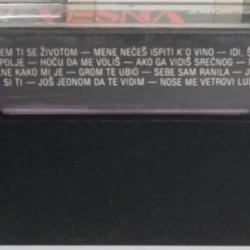 VESNA
EM TI SE ŽIVOTOM — MENE NEĆEŠ ISPITI K'O VINO — IDI, Š
POLJE — HOĆU DA ME VOLIŠ — AKO GA VIDIŠ SREĆNOG —
ENE KAKO MI JE — GROM TE UBIO — SEBE SAM RANILA — J
SI TI — JOŠ JEDNOM DA TE VIDIM — NOSE ME VETROVI LU